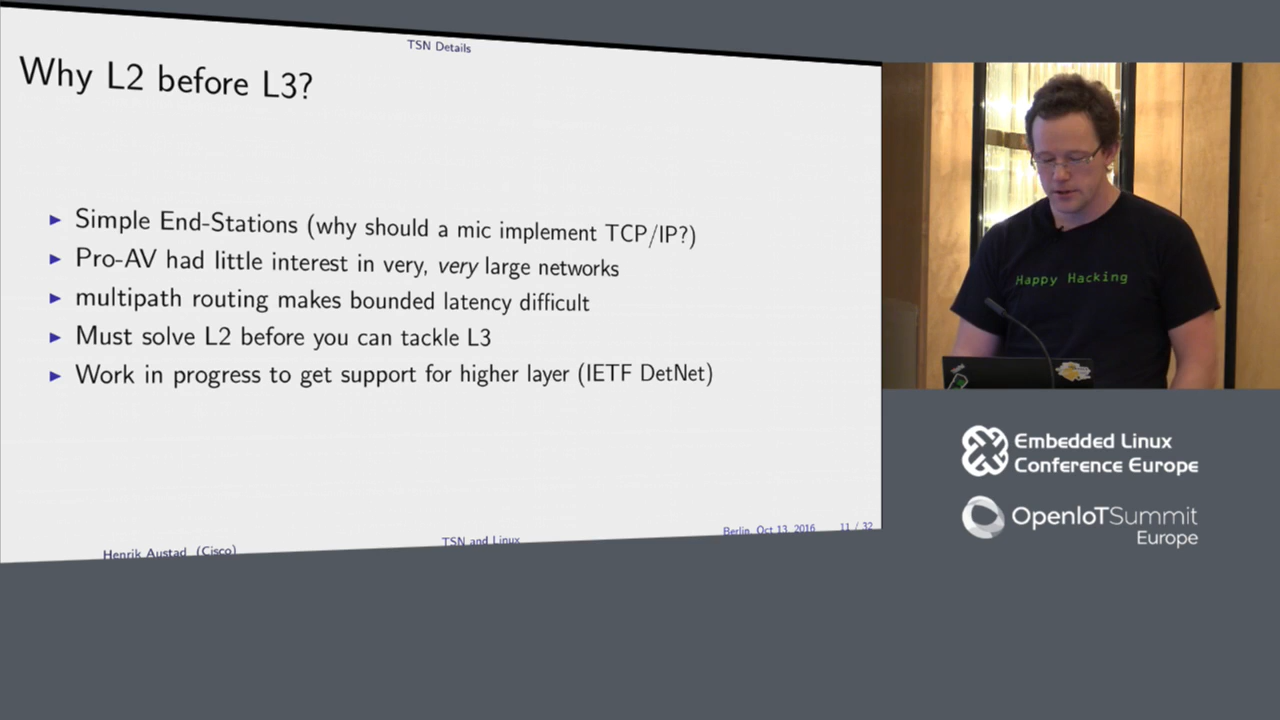 TSN Details
Why L2 before L3?
► Simple End-Stations (why should a mic implement TCP/IP?)
► Pro-AV had little interest in very, very large networks
► multipath routing makes bounded latency difficult
► Must solve L2 before you can tackle L3
► Work in progress to get support for higher layer (IETF DetNet)
Henrik Austad (Cisco)
TSN and Linux
Berlin, Oct 13, 2016
11 / 32
Happy Hacking
Embedded Linux
Conference Europe
OpenIoTSummit
Europe